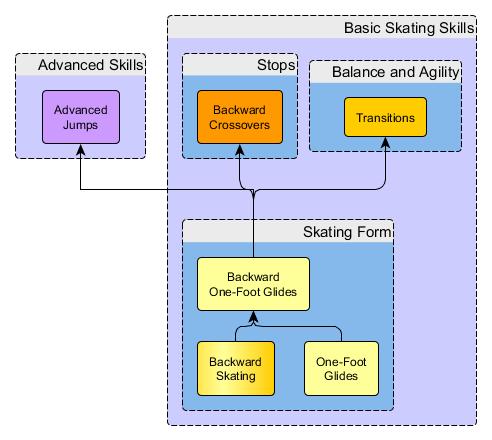 Basic Skating Skills
Advanced Skills
Stops
Balance and Agility
Advanced
Jumps
Backward
Crossovers
Transitions
Skating Form
Backward
One-Foot Glides
Backward
Skating
One-Foot
Glides